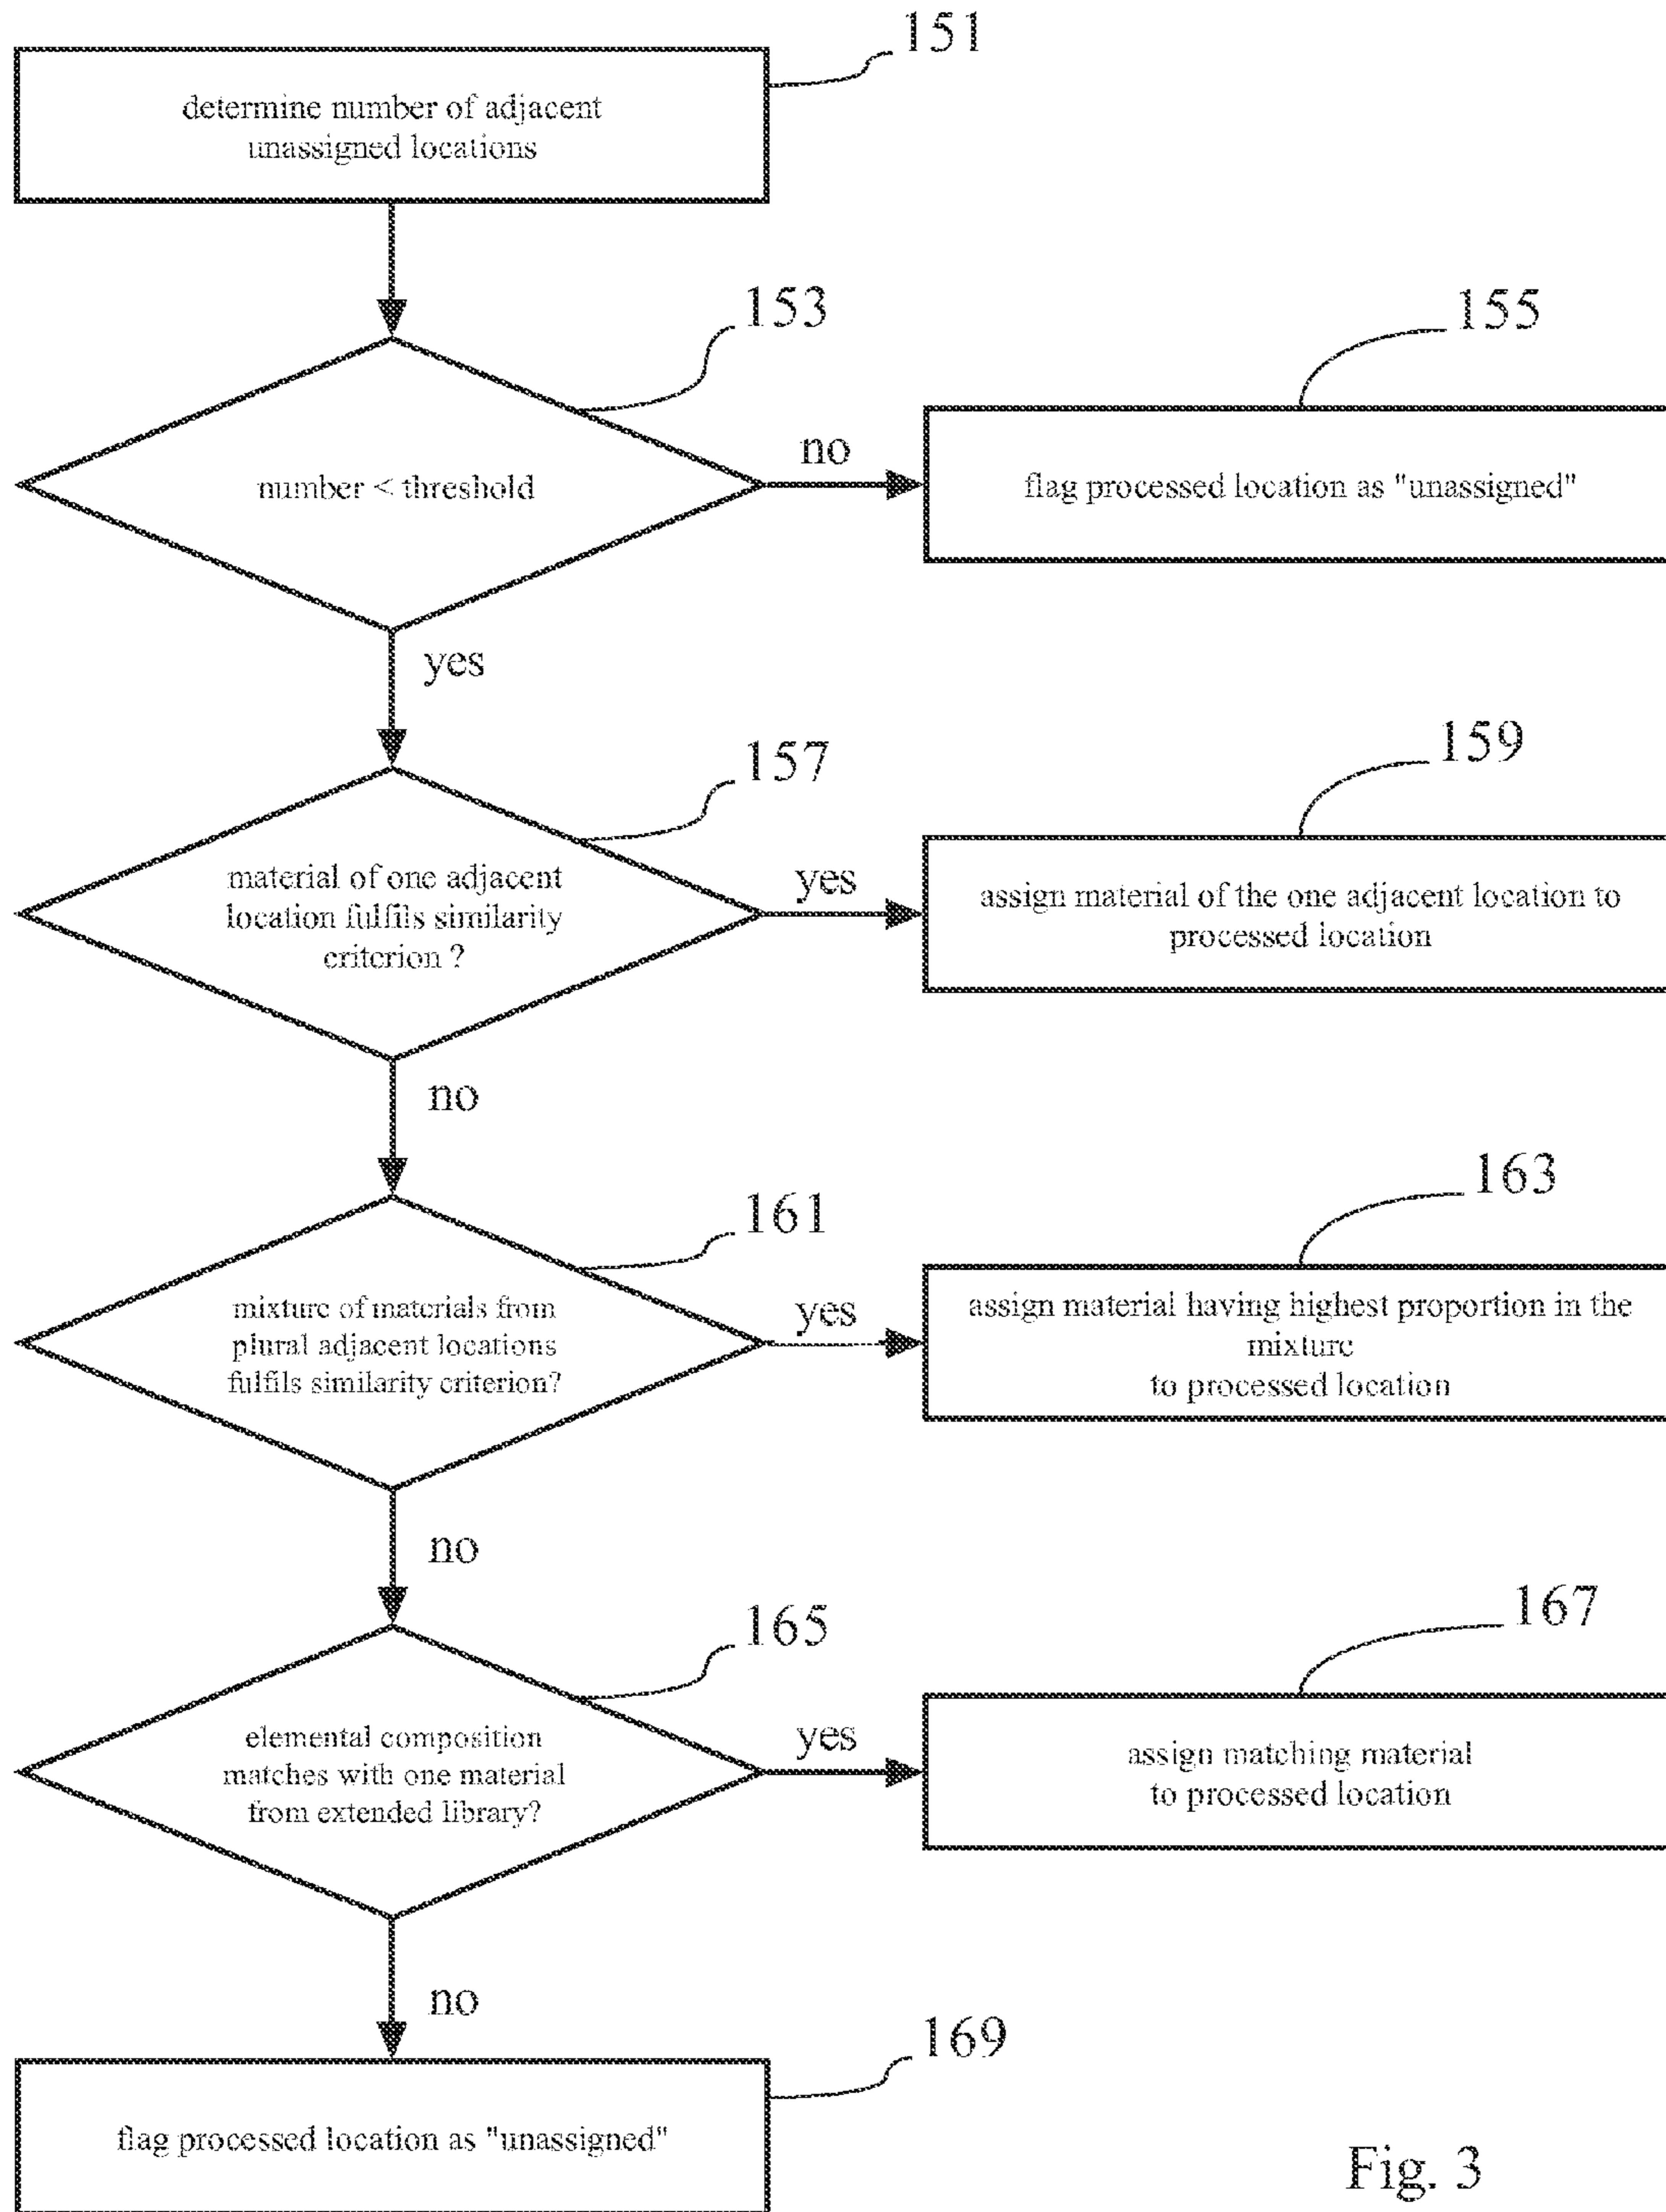 151
determine number of adjacent
unassigned locations
153
number < threshold
no
155
flag processed location as "unassigned"
yes
157
material of one adjacent
location fulfils similarity
criterion ?
yes
159
assign material of the one adjacent location to
processed location
no
161
mixture of materials from
plural adjacent locations
fulfils similarity criterion?
yes
163
assign material having highest proportion in the
mixture
to processed location
no
165
elemental composition
matches with one material
from extended library?
yes
167
assign matching material
to processed location
no
169
flag processed location as "unassigned"
Fig. 3